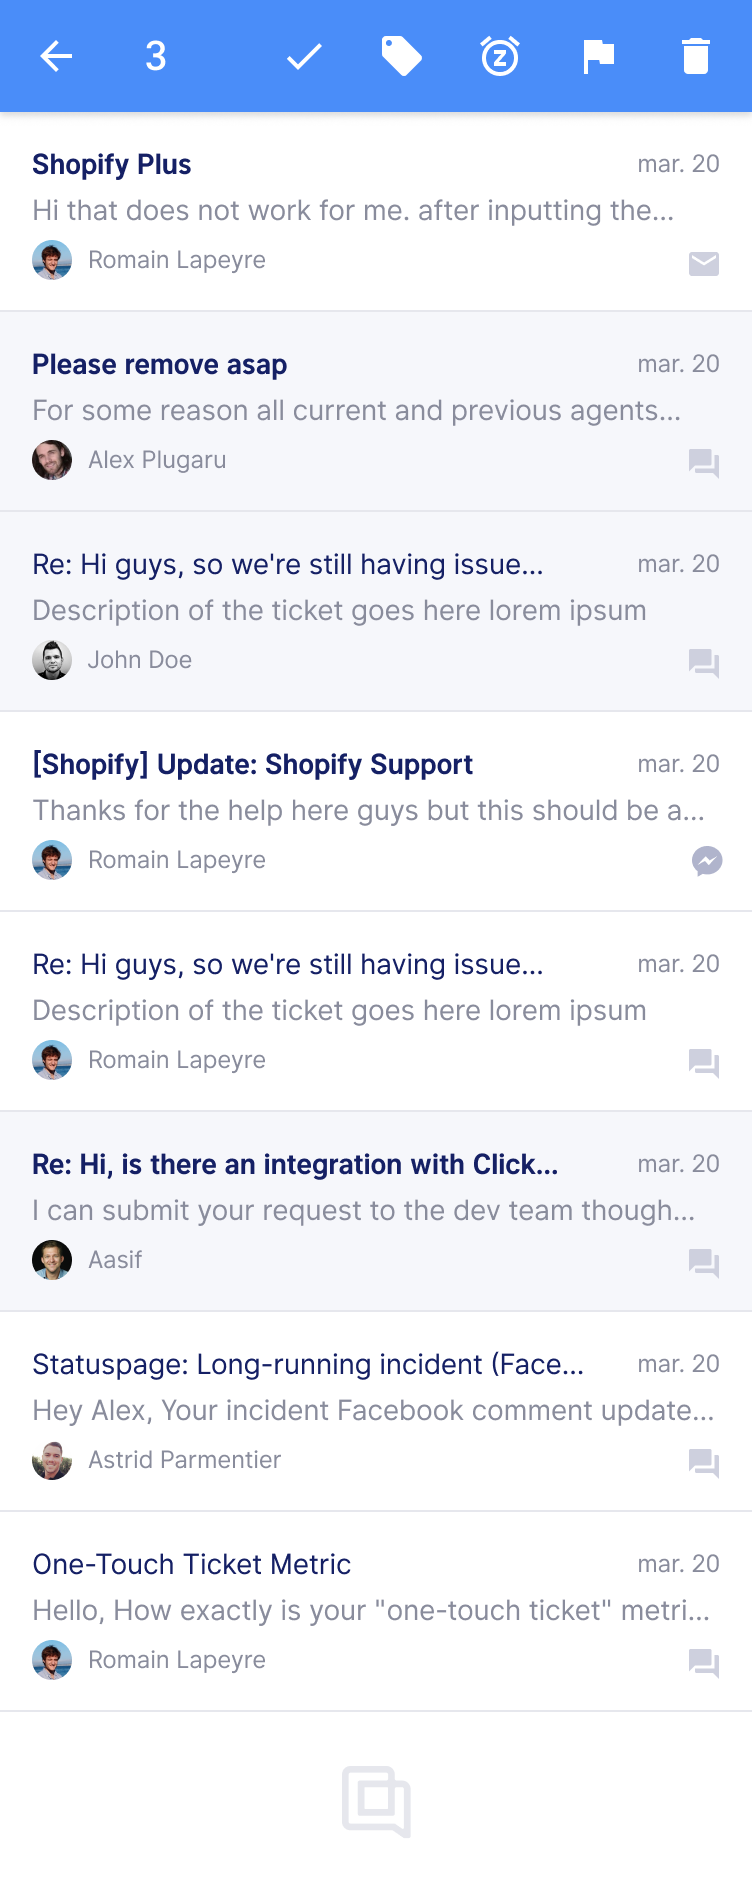 3
Shopify Plus mar. 20
Hi that does not work for me. after inputting the...
Romain Lapeyre
Please remove asap mar. 20
For some reason all current and previous agents...
Alex Plugaru
Re: Hi guys, so we're still having issue... mar. 20
Description of the ticket goes here lorem ipsum
John Doe
[Shopify] Update: Shopify Support mar. 20
Thanks for the help here guys but this should be a...
Romain Lapeyre
Re: Hi guys, so we're still having issue... mar. 20
Description of the ticket goes here lorem ipsum
Romain Lapeyre
Re: Hi, is there an integration with Click... mar. 20
I can submit your request to the dev team though...
Aasif
Statuspage: Long-running incident (Face... mar. 20
Hey Alex, Your incident Facebook comment update...
Astrid Parmentier
One-Touch Ticket Metric mar. 20
Hello, How exactly is your "one-touch ticket" metri...
Romain Lapeyre